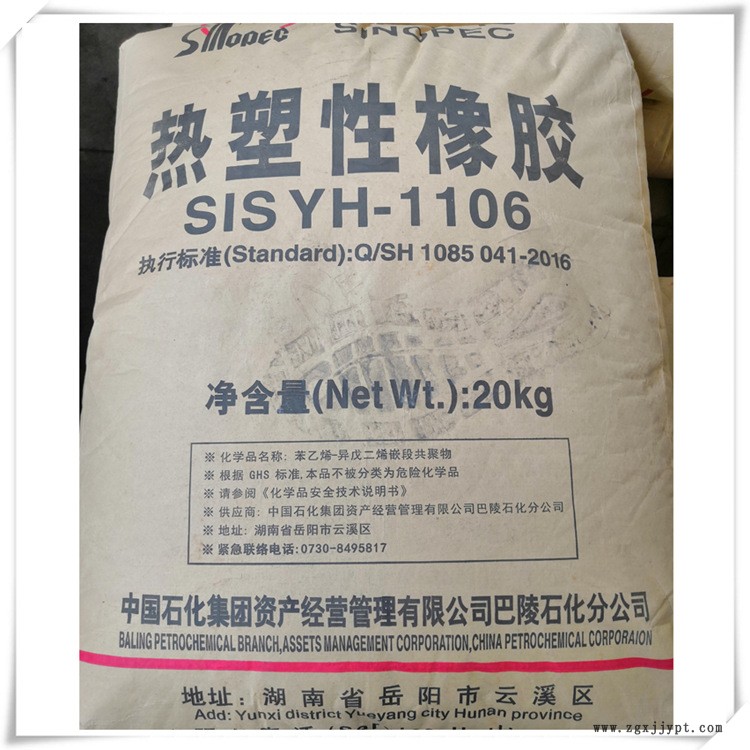 SINOPEC SINOPEC
热塑性橡胶
SIS YH-1106
执行标准(Standard):Q/SH 1085 041-2016
净含量(Net Wt.):20kg
※ 化学品名称: 苯乙烯-异戊二烯嵌段共聚物
※ 根据 GHS 标准,本品不被分类为危险化学品
※ 请参阅《化学品安全技术说明书》
※ 供应商: 中国石化集团资产经营管理有限公司巴陵石化分公司
※ 地址: 湖南省岳阳市云溪区
※ 紧急联络电话:0730-8495817
中国石化集团资产经营管理有限公司巴陵石化分公司
BALING PETROCHEMICAL BRANCH,ASSETS MANAGEMENT CORPORATION,CHINA PETROCHEMICAL CORPORAION
地址: 湖南省岳阳市云溪区
Add: Yunxi district Yueyang city Hunan province
www.zgxjjypt.com